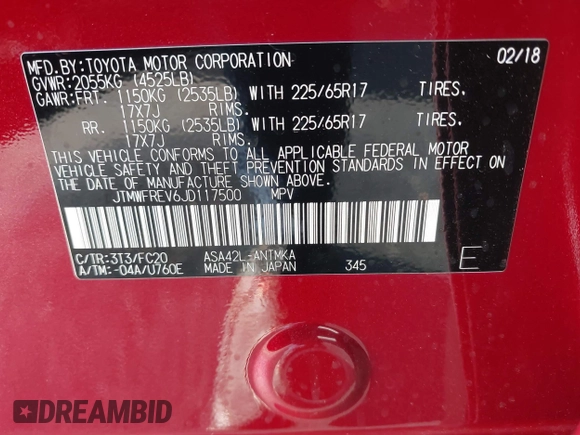 MFD.BY:TOYOTA MOTOR CORPORATION 02/18
GVWR:2055KG (4525LB)
GAWR:FRT. 1150KG (2535LB) WITH 225/65R17 TIRES,
17X7J RIMS.
RR. 1150KG (2535LB) WITH 225/65R17 TIRES,
17X7J RIMS.
THIS VEHICLE CONFORMS TO ALL APPLICABLE FEDERAL MOTOR
VEHICLE SAFETY AND THEFT PREVENTION STANDARDS IN EFFECT ON
THE DATE OF MANUFACTURE SHOWN ABOVE.
JTMWFREV6JD117500 MPV
C/TR:3T3/FC20 ASA42L-ANTMKA
A/TM:-04A/U760E MADE IN JAPAN 345 E
DREAMBID